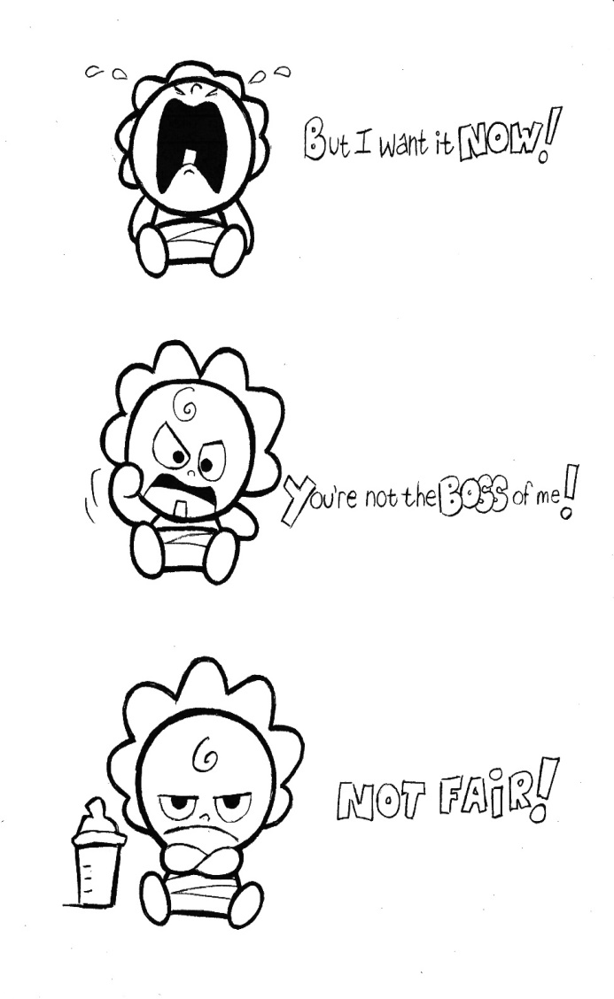 But I want it NOW!
You're not the BOSS of me!
NOT FAiR!